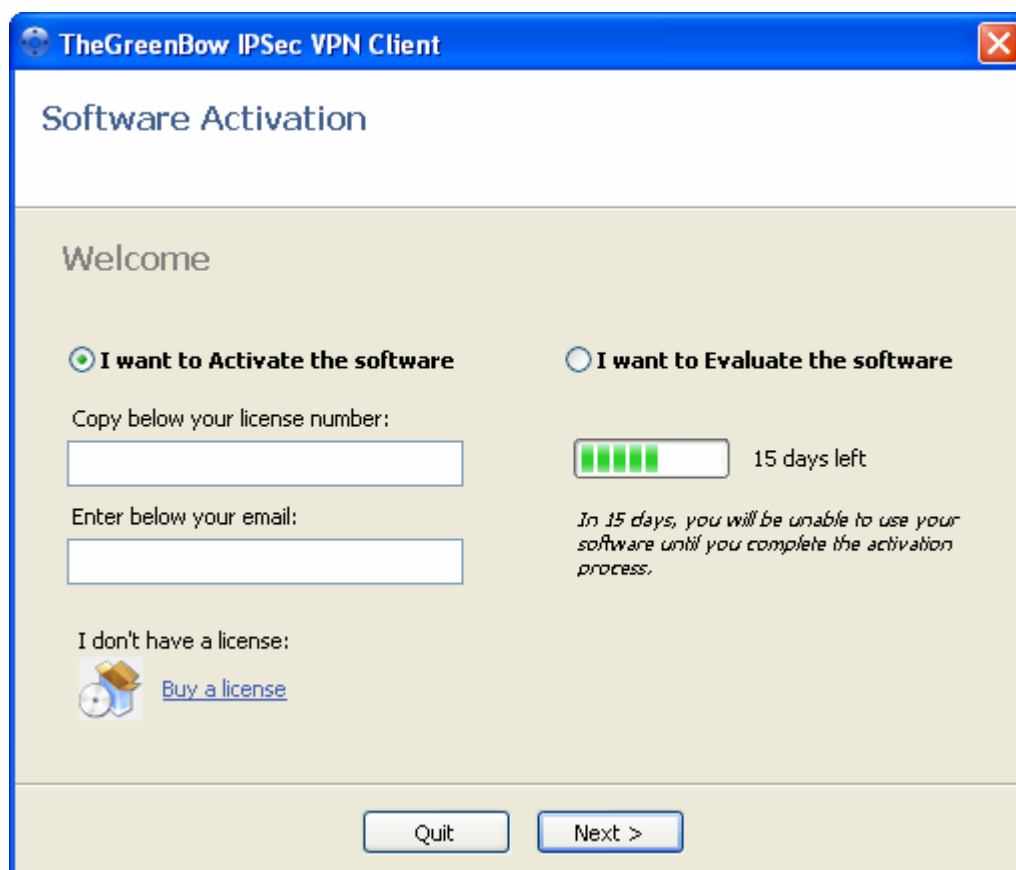 TheGreenBow IPSec VPN Client
Software Activation
Welcome
I want to Activate the software
Copy below your license number:
Enter below your email:
I don't have a license:
Buy a license
I want to Evaluate the software
15 days left
In 15 days, you will be unable to use your
software until you complete the activation
process.
Quit
Next >